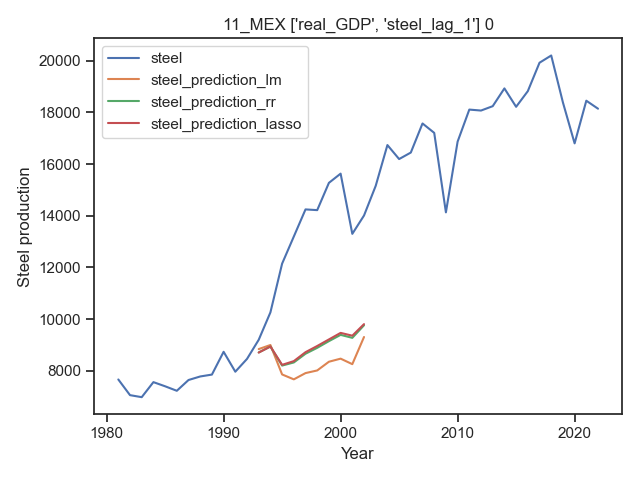 11_MEX ['real_GDP', 'steel_lag_1'] 0
steel
steel_prediction_lm
steel_prediction_rr
steel_prediction_lasso
Steel production
20000
18000
16000
14000
12000
10000
8000
1980
1990
2000
2010
2020
Year